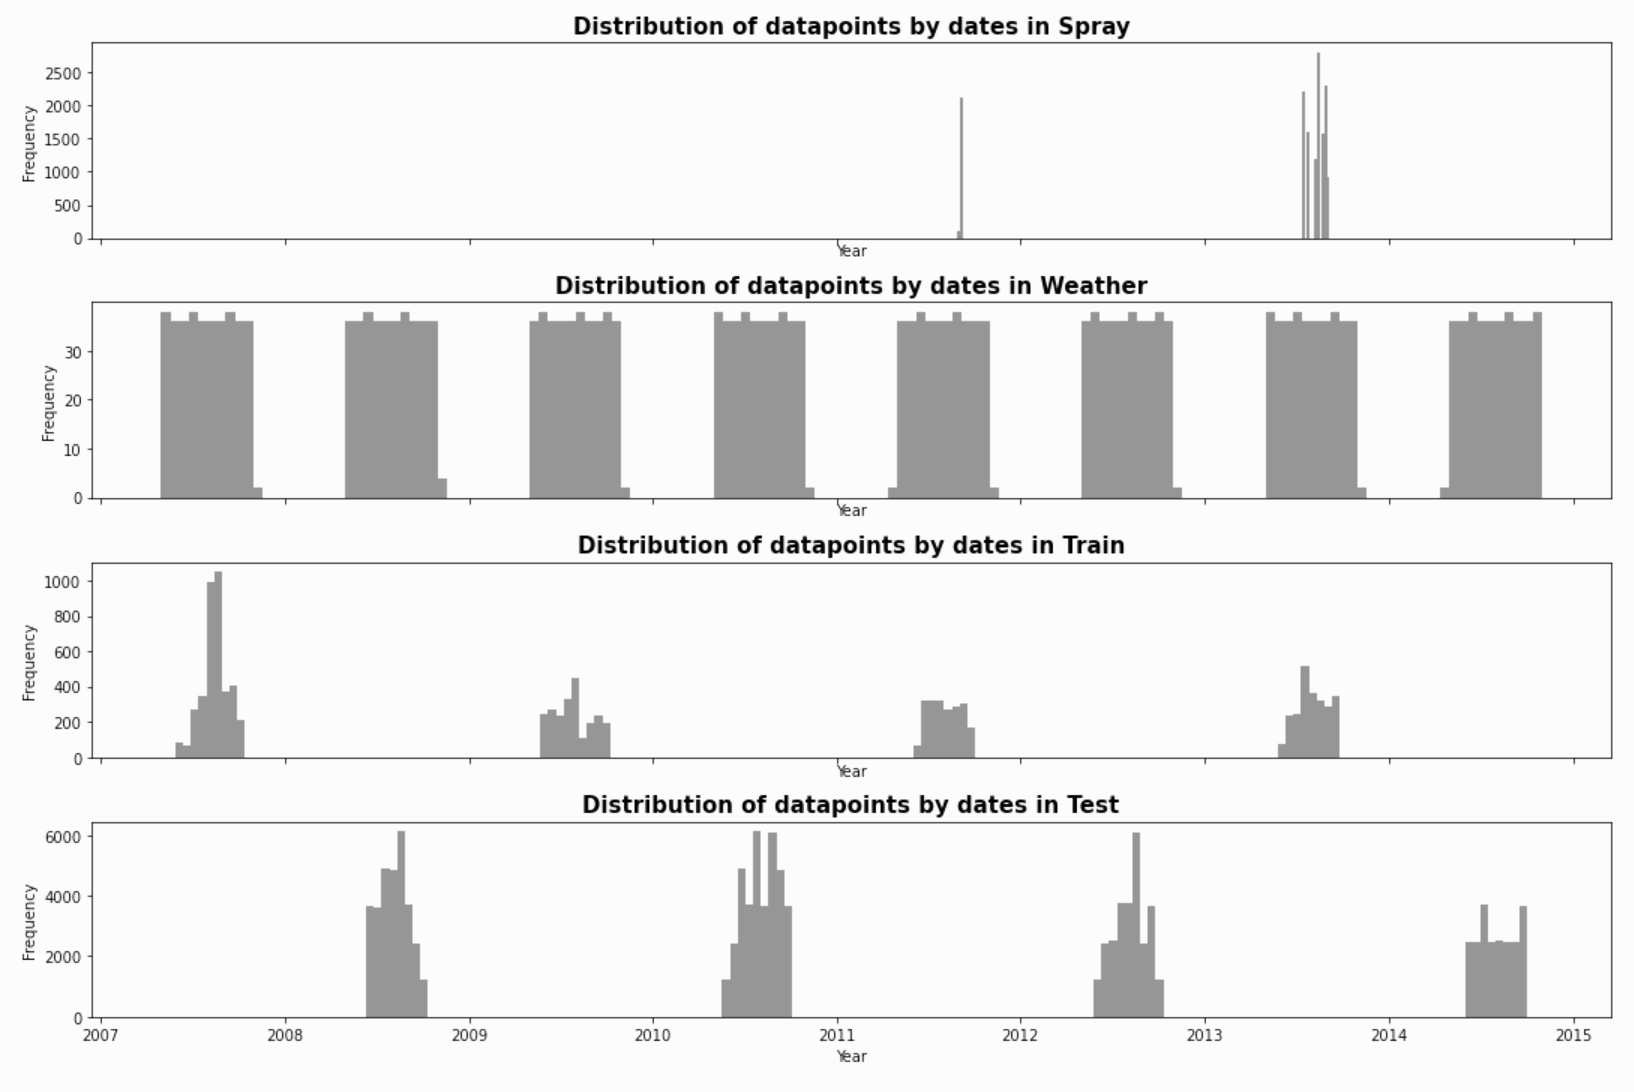 Distribution of datapoints by dates in Spray
2500
2000
1500
1000
500
0
Frequency
Year
Distribution of datapoints by dates in Weather
30
20
10
0
Frequency
Year
Distribution of datapoints by dates in Train
1000
800
600
400
200
0
Frequency
Year
Distribution of datapoints by dates in Test
6000
4000
2000
0
Frequency
2007 2008 2009 2010 2011 2012 2013 2014 2015
Year